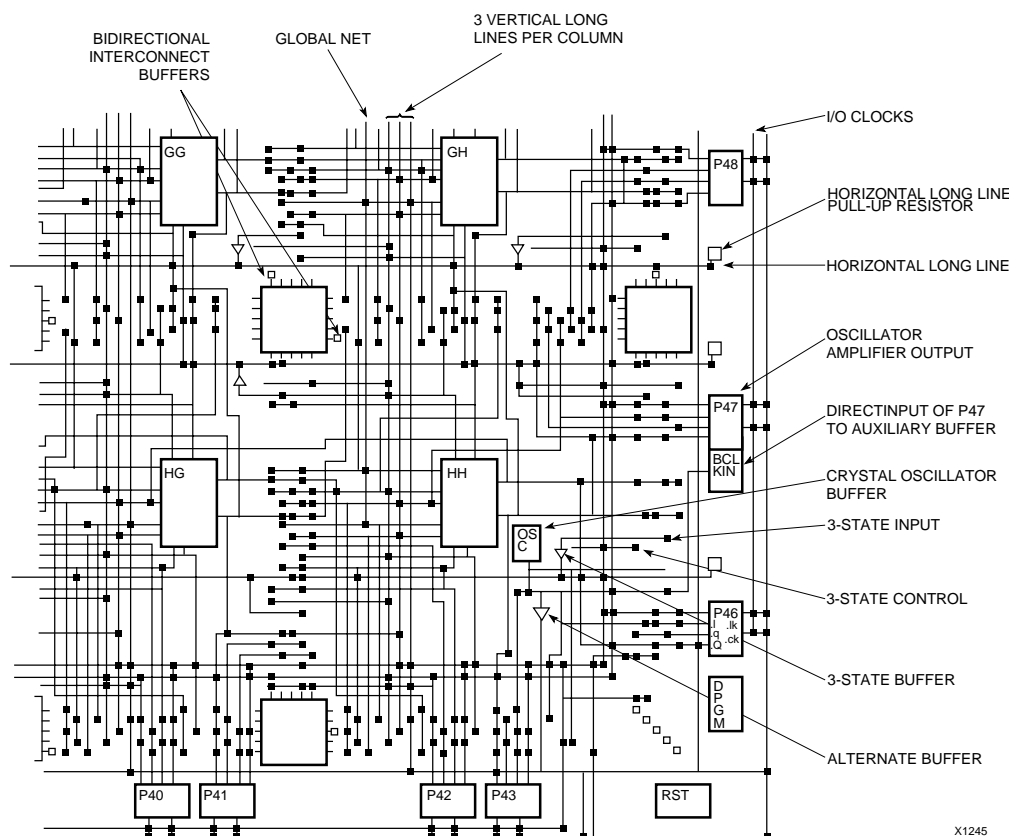 3 VERTICAL LONG
LINES PER COLUMN
BIDIRECTIONAL
INTERCONNECT
BUFFERS
GLOBAL NET
I/O CLOCKS
GG
GH
P48
HORIZONTAL LONG LINE
PULL-UP RESISTOR
HORIZONTAL LONG LINE
OSCILLATOR
AMPLIFIER OUTPUT
P47
DIRECTINPUT OF P47
TO AUXILIARY BUFFER
BCL
KIN
HG
HH
CRYSTAL OSCILLATOR
BUFFER
OS
C
3-STATE INPUT
3-STATE CONTROL
P46
.l
.lk
.q
.ck
.Q
3-STATE BUFFER
D
P
G
M
ALTERNATE BUFFER
P40
P41
P42
P43
RST
X1245